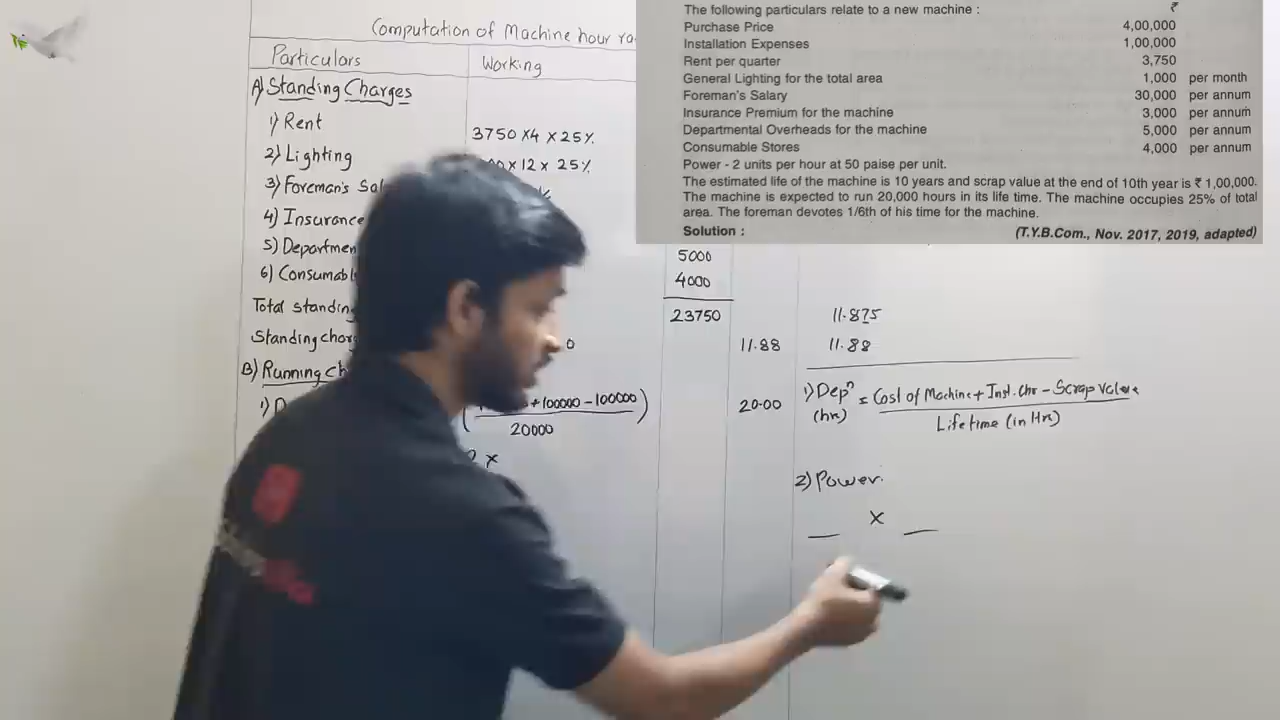 The following particulars relate to a new machine : ₹
Purchase Price 4,00,000
Installation Expenses 1,00,000
Rent per quarter 3,750
General Lighting for the total area 1,000 per month
Foreman's Salary 30,000 per annum
Insurance Premium for the machine 3,000 per annum
Departmental Overheads for the machine 5,000 per annum
Consumable Stores 4,000 per annum
Power - 2 units per hour at 50 paise per unit.
The estimated life of the machine is 10 years and scrap value at the end of 10th year is ₹ 1,00,000.
The machine is expected to run 20,000 hours in its life time. The machine occupies 25% of total
area. The foreman devotes 1/6th of his time for the machine.
Solution : (T.Y.B.Com., Nov. 2017, 2019, adapted)
Computation of Machine hour
Particulars Working
A) Standing Charges
1) Rent 3750 x 4 x 25%.
2) Lighting x 12 x 25%
3) Foreman's
4) Insurance
5) 5000
6) 4000
Total 23750 11.875
Standing 11.88 11.88
B) Running
1) +100000 - 100000 20.00 1) Depⁿ = Cost of Machine + Inst. Chr - Scrap Value
20000 (hr) Lifetime (in Hrs)
x
2) Power.
x